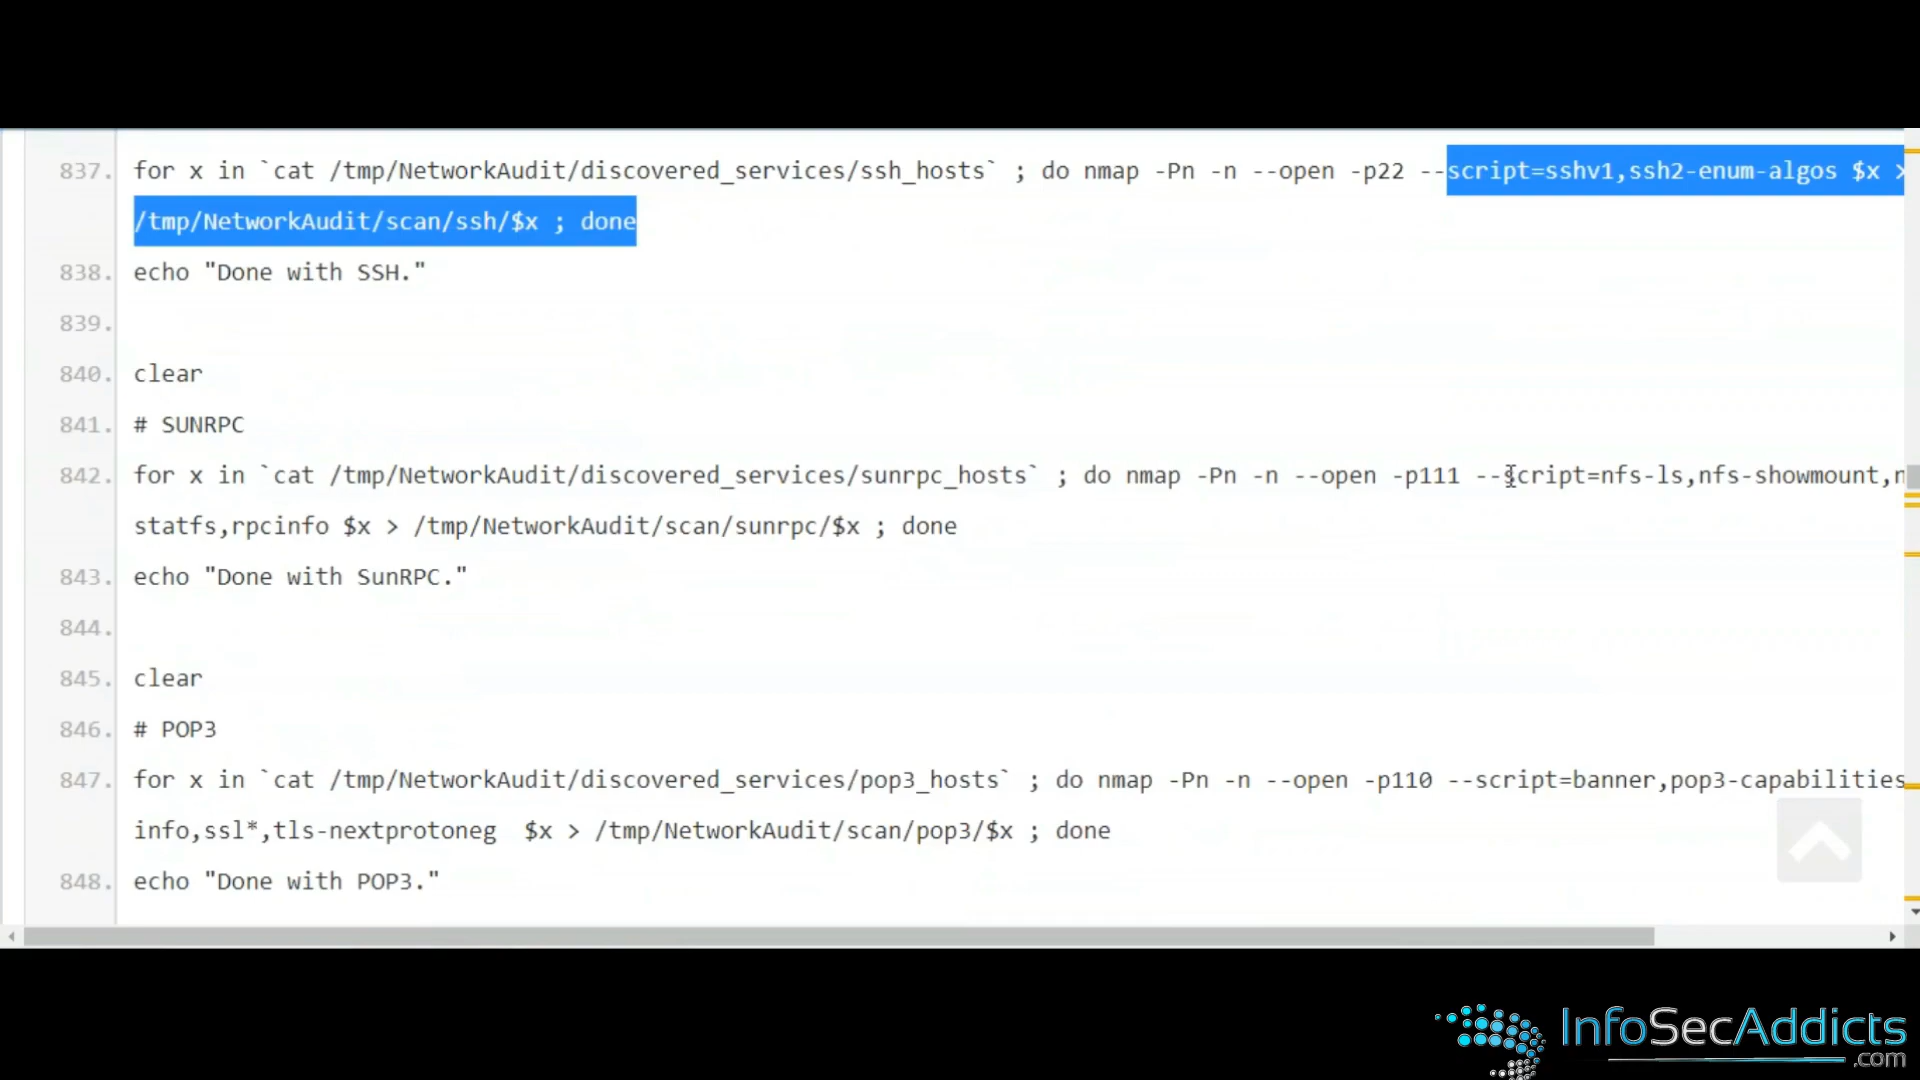 837. for x in `cat /tmp/NetworkAudit/discovered_services/ssh_hosts` ; do nmap -Pn -n --open -p22 --script=sshv1,ssh2-enum-algos $x >
/tmp/NetworkAudit/scan/ssh/$x ; done
838. echo "Done with SSH."
839.
840. clear
841. # SUNRPC
842. for x in `cat /tmp/NetworkAudit/discovered_services/sunrpc_hosts` ; do nmap -Pn -n --open -p111 --script=nfs-ls,nfs-showmount,n
statfs,rpcinfo $x > /tmp/NetworkAudit/scan/sunrpc/$x ; done
843. echo "Done with SunRPC."
844.
845. clear
846. # POP3
847. for x in `cat /tmp/NetworkAudit/discovered_services/pop3_hosts` ; do nmap -Pn -n --open -p110 --script=banner,pop3-capabilities
info,ssl*,tls-nextprotoneg  $x > /tmp/NetworkAudit/scan/pop3/$x ; done
848. echo "Done with POP3."
InfoSecAddicts
.com